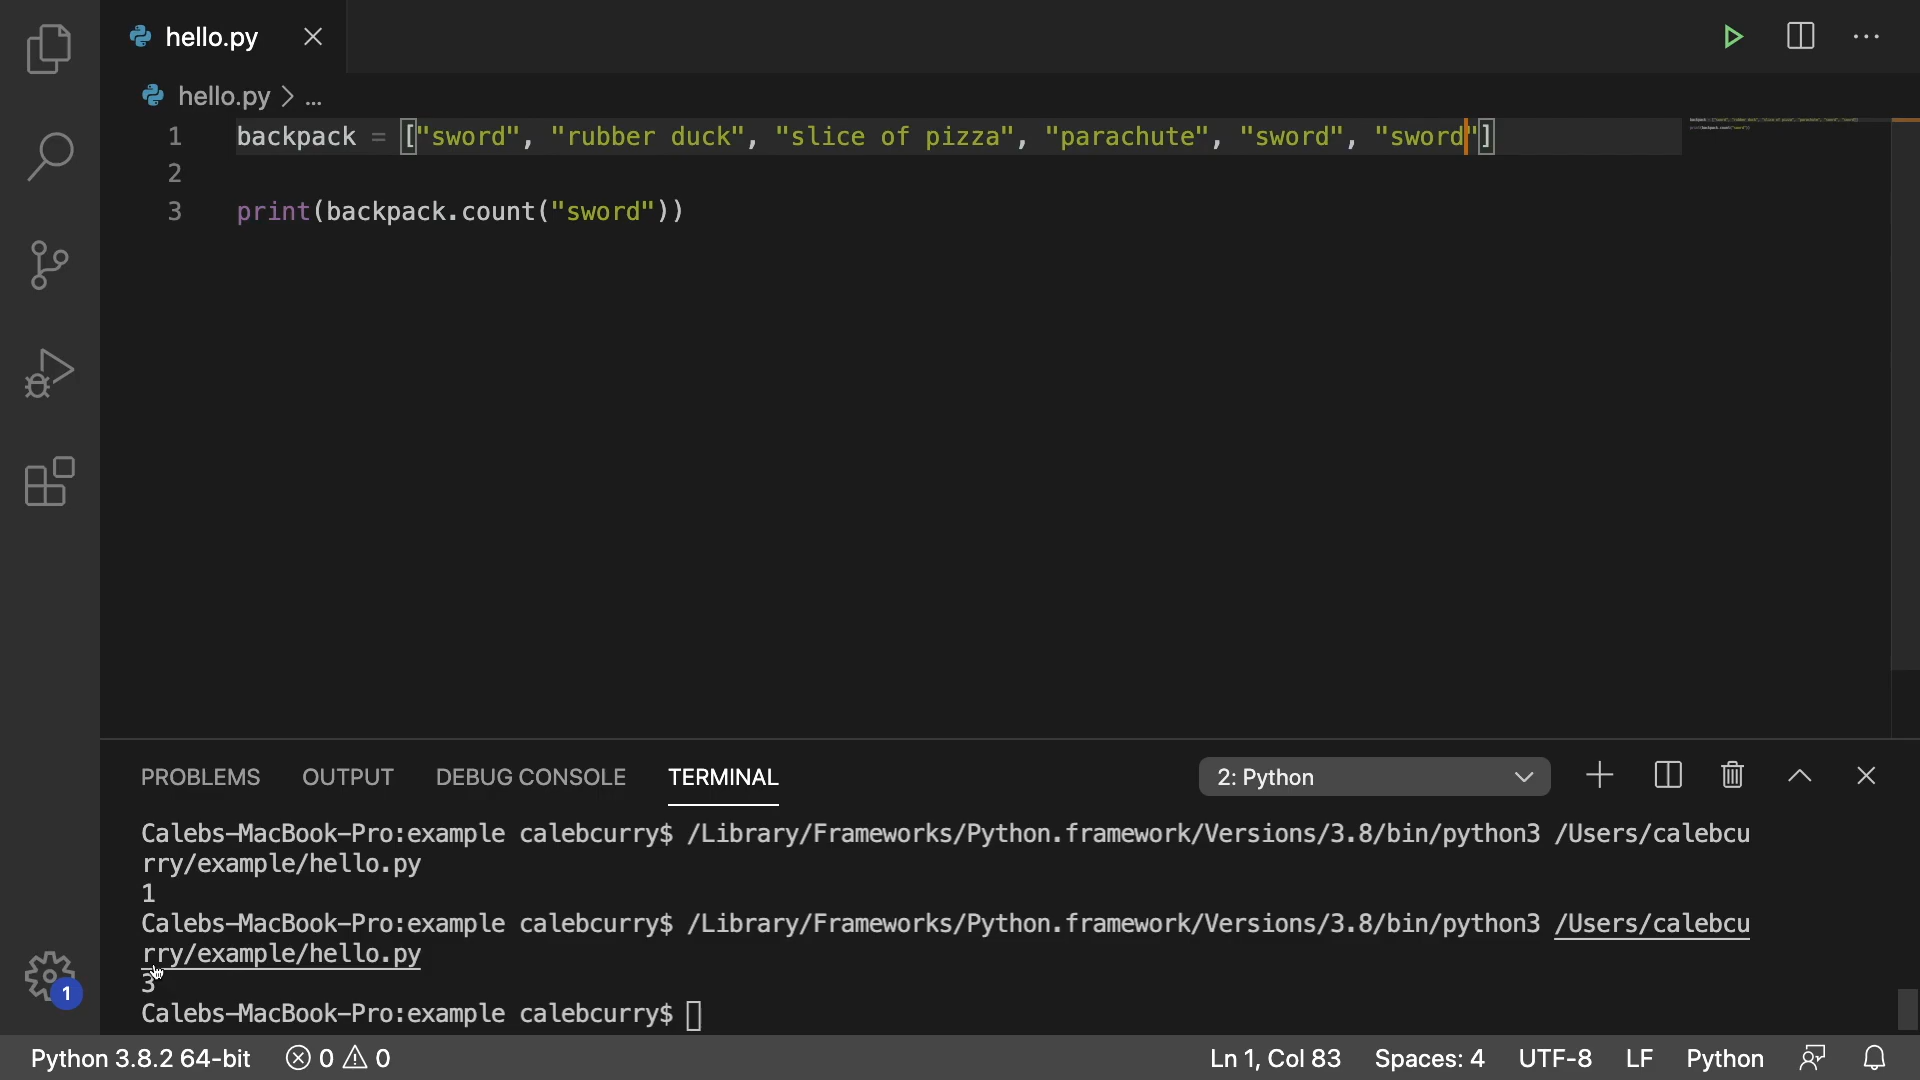 hello.py
hello.py > ...
1 backpack = ["sword", "rubber duck", "slice of pizza", "parachute", "sword", "sword"]
2
3 print(backpack.count("sword"))
PROBLEMS OUTPUT DEBUG CONSOLE TERMINAL 2: Python
Calebs-MacBook-Pro:example calebcurry$ /Library/Frameworks/Python.framework/Versions/3.8/bin/python3 /Users/calebcu
rry/example/hello.py
1
Calebs-MacBook-Pro:example calebcurry$ /Library/Frameworks/Python.framework/Versions/3.8/bin/python3 /Users/calebcu
rry/example/hello.py
3
Calebs-MacBook-Pro:example calebcurry$
1
Python 3.8.2 64-bit 0 0 Ln 1, Col 83 Spaces: 4 UTF-8 LF Python